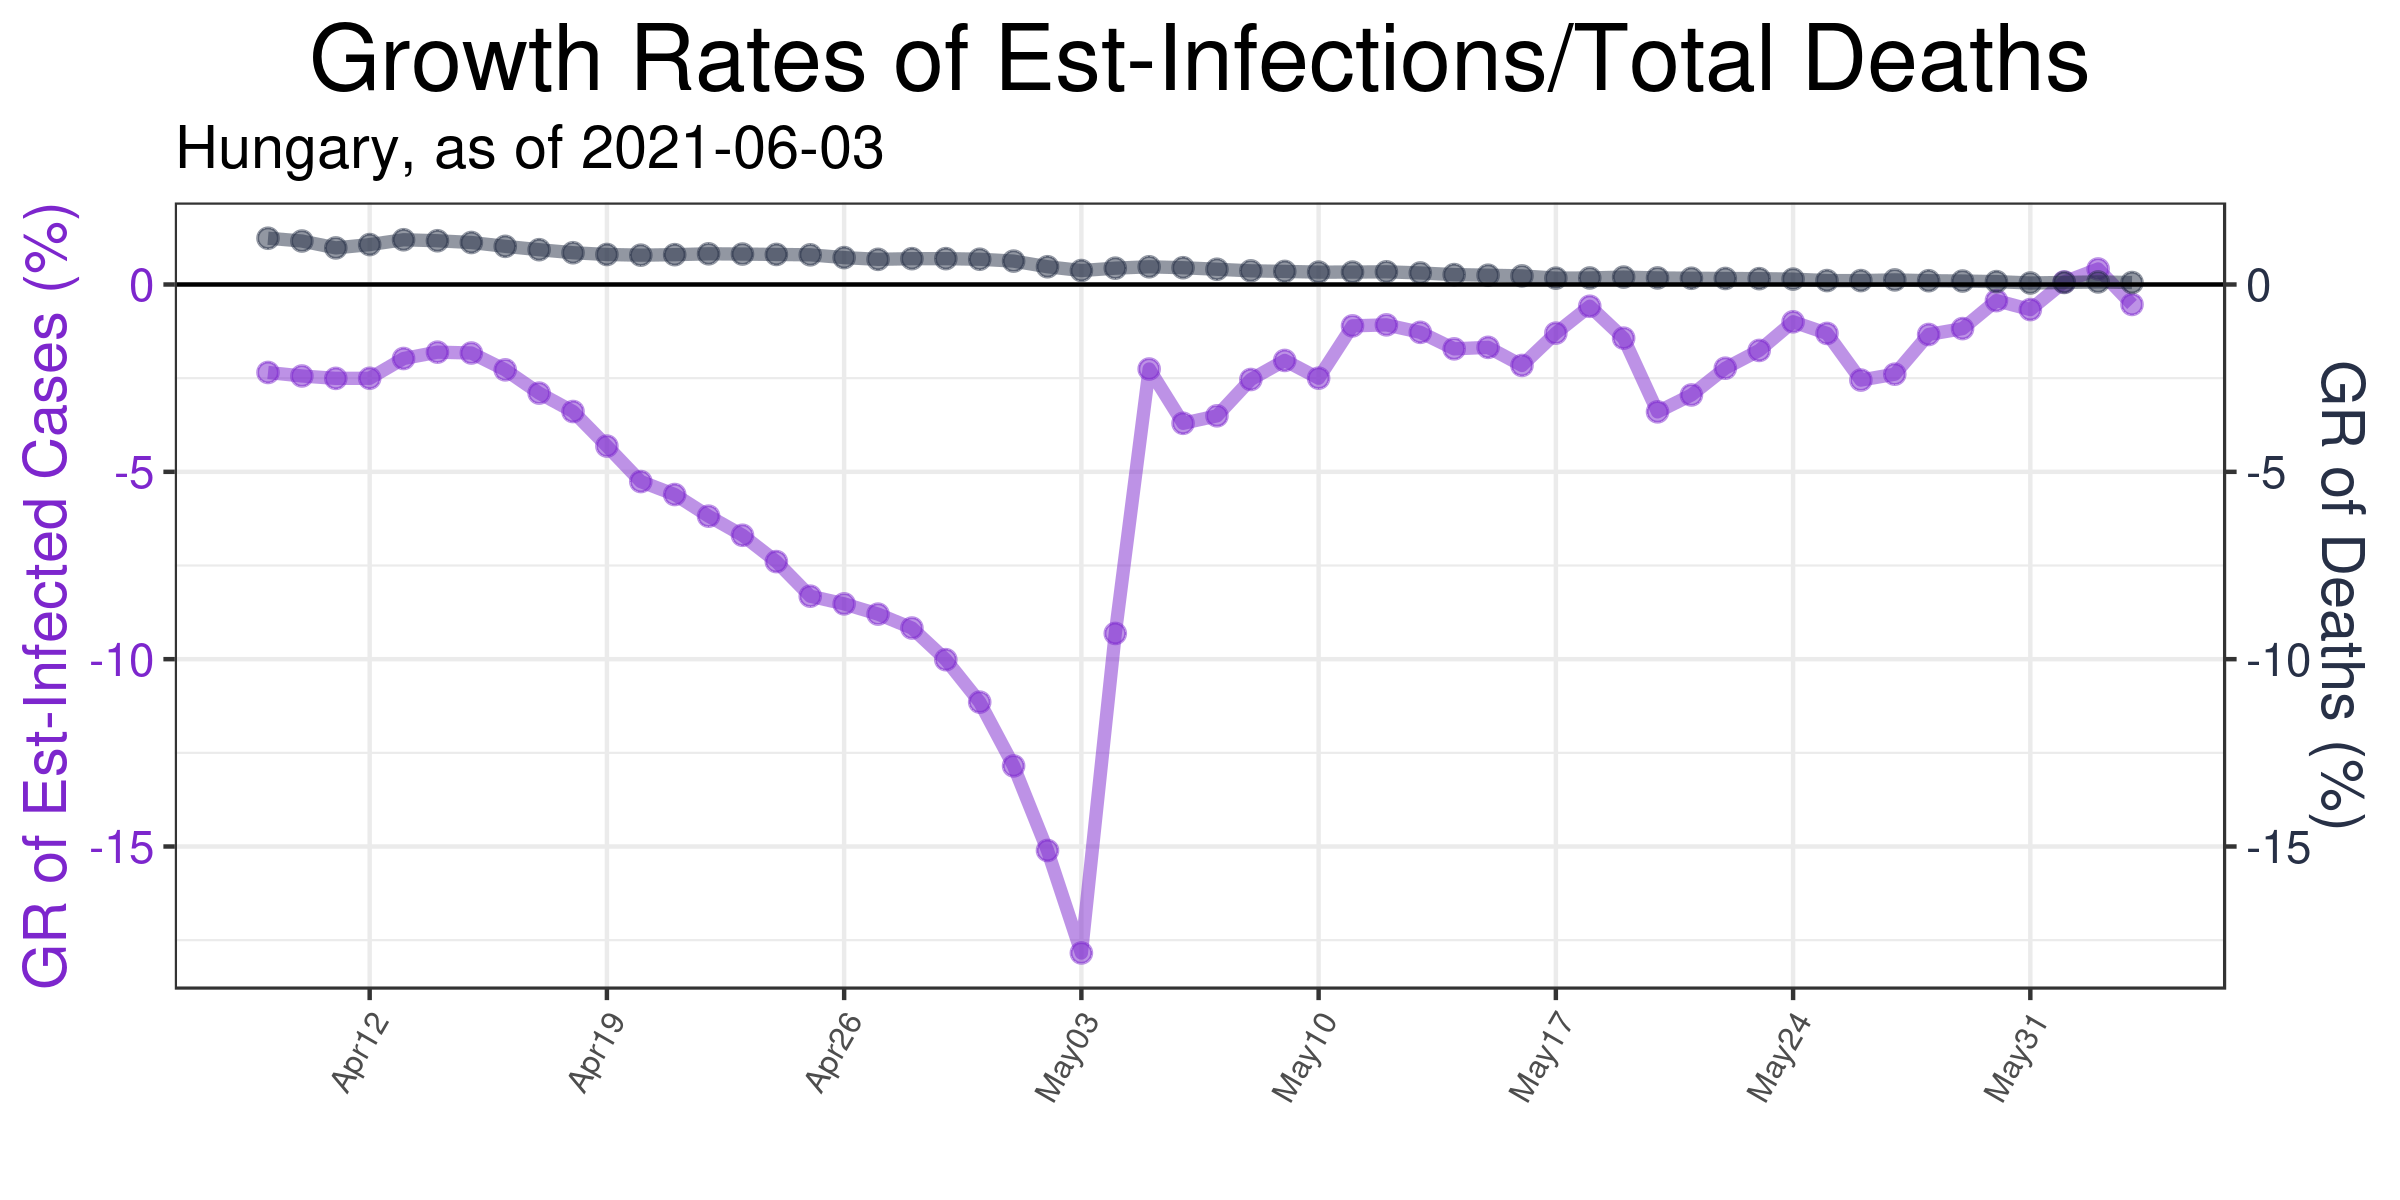 Growth Rates of Est-Infections/Total Deaths
Hungary, as of 2021-06-03
GR of Est-Infected Cases (%)
0
-5
-10
-15
0
-5
-10
-15
GR of Deaths (%)
Apr12
Apr19
Apr26
May03
May10
May17
May24
May31